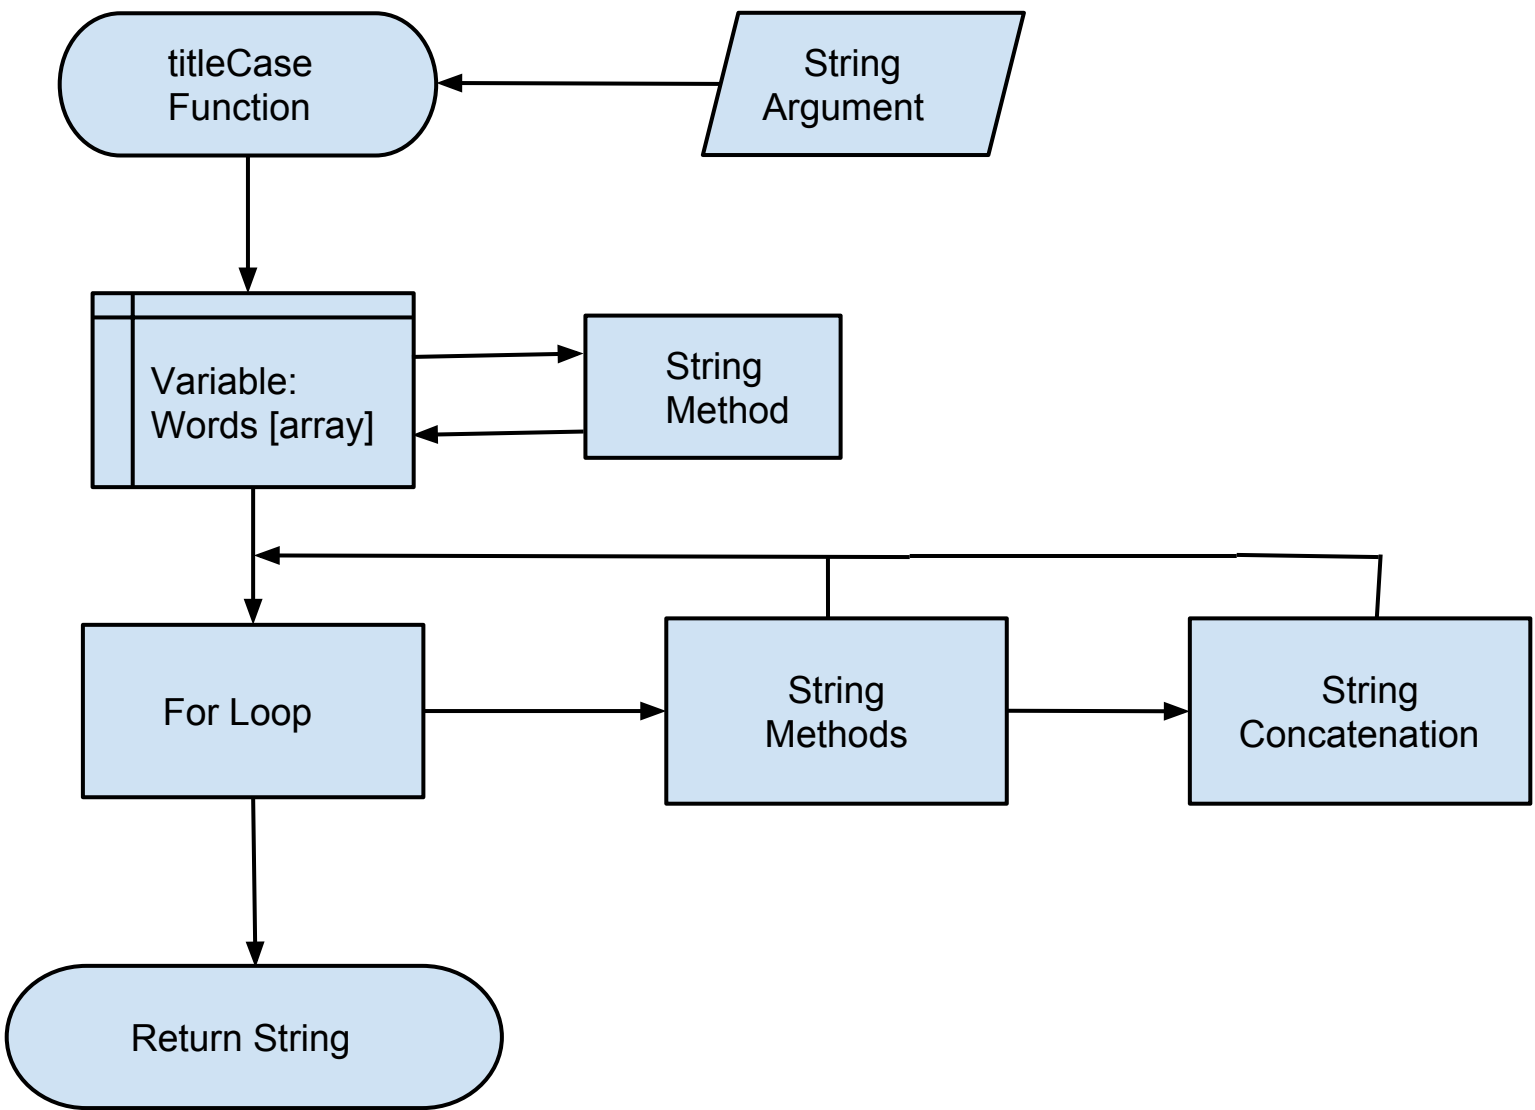 titleCase
Function
String
Argument
Variable:
Words [array]
String
Method
For Loop
String
Methods
String
Concatenation
Return String